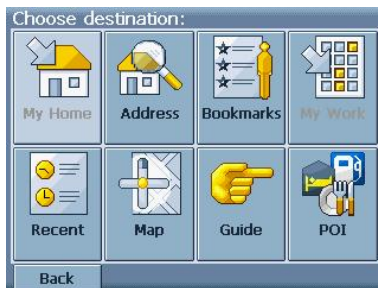 Choose destination:
My Home
Address
Bookmarks
My Work
Recent
Map
Guide
POI
Back